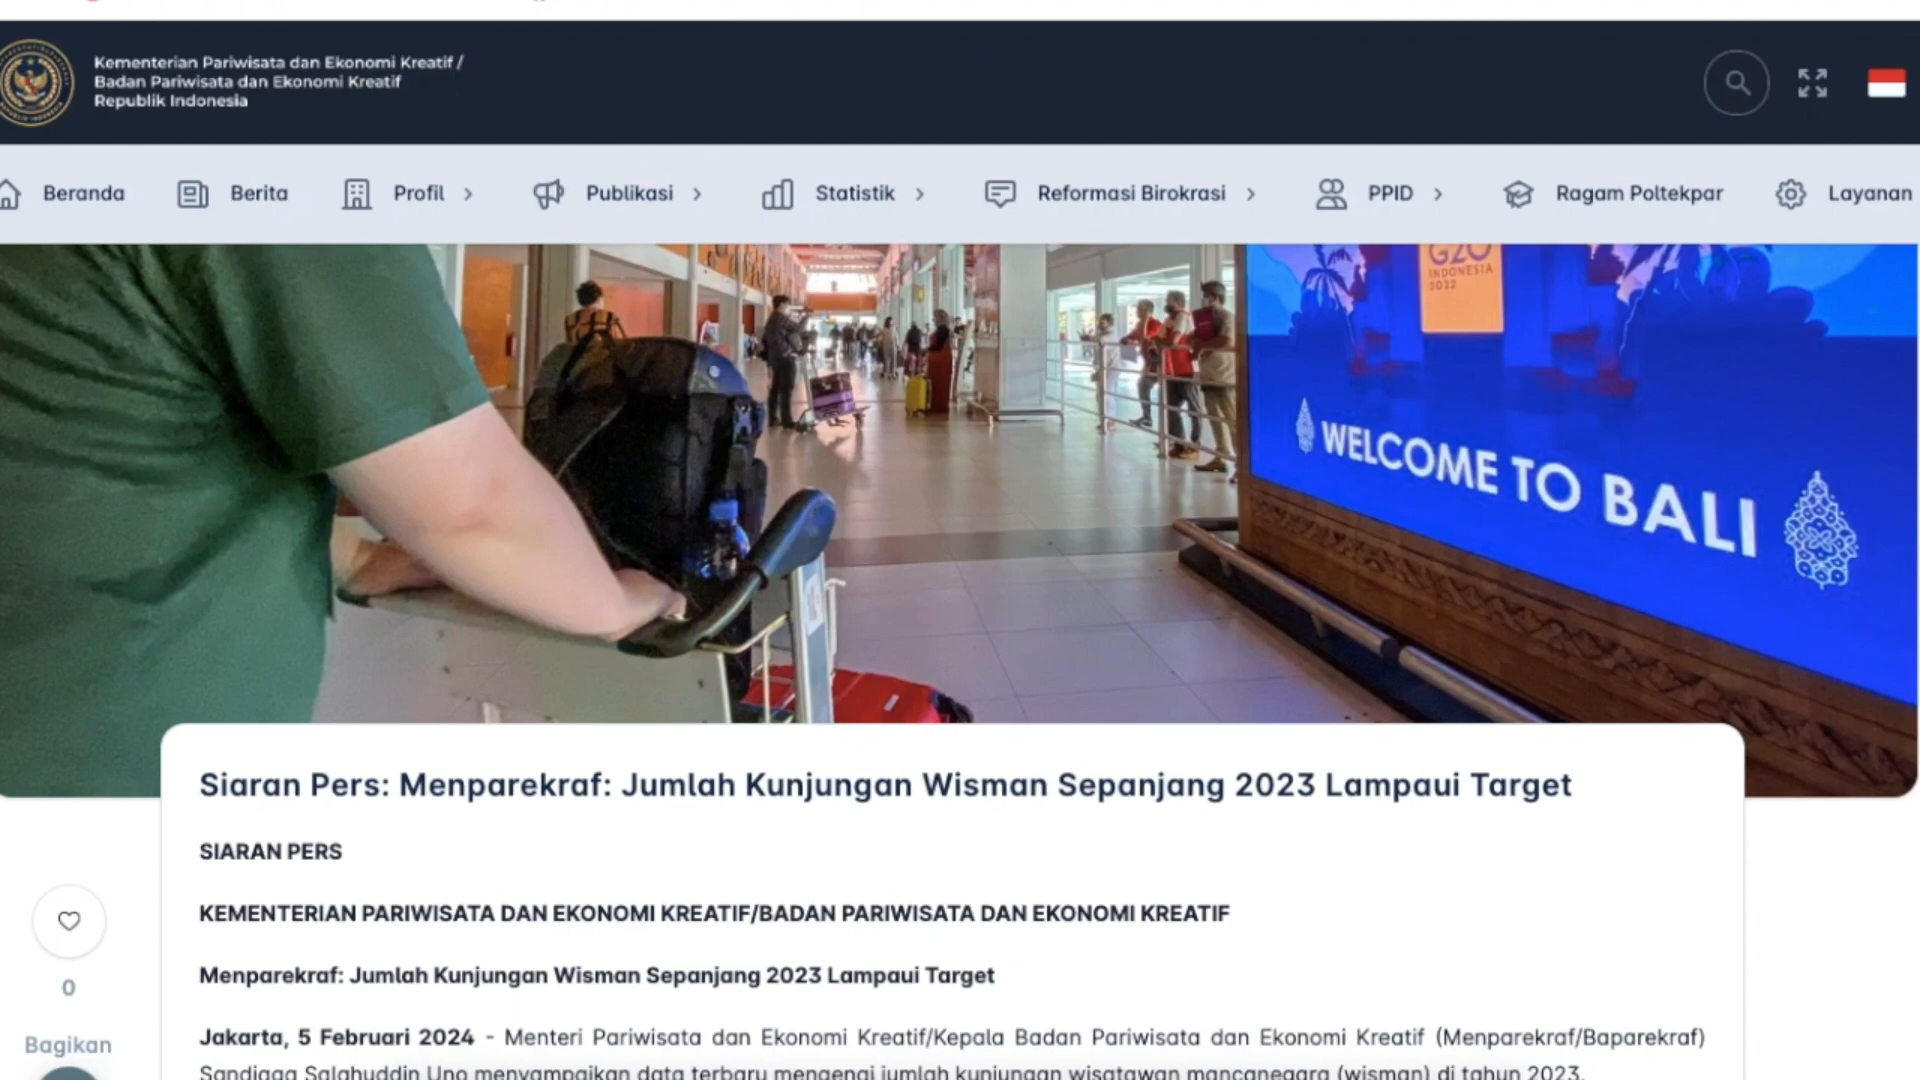 Kementerian Pariwisata dan Ekonomi Kreatif /
Badan Pariwisata dan Ekonomi Kreatif
Republik Indonesia
Beranda
Berita
Profil
Publikasi
Statistik
Reformasi Birokrasi
PPID
Ragam Poltekpar
Layanan
G20
INDONESIA
2022
WELCOME TO BALI
Siaran Pers: Menparekraf: Jumlah Kunjungan Wisman Sepanjang 2023 Lampaui Target
SIARAN PERS
KEMENTERIAN PARIWISATA DAN EKONOMI KREATIF/BADAN PARIWISATA DAN EKONOMI KREATIF
Menparekraf: Jumlah Kunjungan Wisman Sepanjang 2023 Lampaui Target
0
Bagikan
Jakarta, 5 Februari 2024 - Menteri Pariwisata dan Ekonomi Kreatif/Kepala Badan Pariwisata dan Ekonomi Kreatif (Menparekraf/Baparekraf)
Sandiaga Salahuddin Uno menyampaikan data terbaru mengenai jumlah kunjungan wisatawan mancanegara (wisman) di tahun 2023.